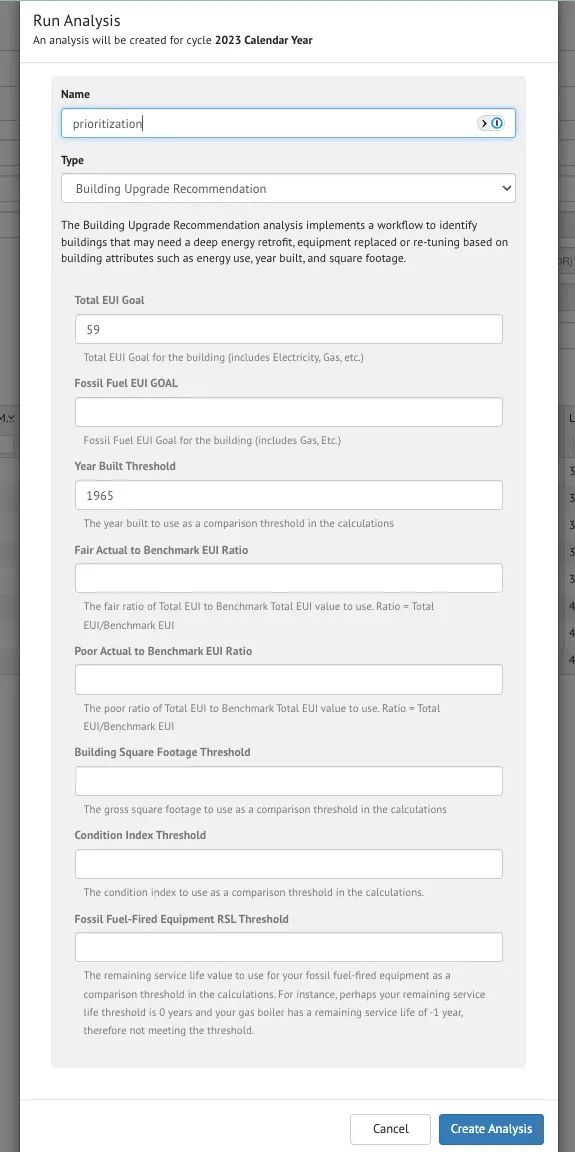 Run Analysis
An analysis will be created for cycle 2023 Calendar Year
Name
prioritization
Type
Building Upgrade Recommendation
The Building Upgrade Recommendation analysis implements a workflow to identify
buildings that may need a deep energy retrofit, equipment replaced or re-tuning based on
building attributes such as energy use, year built, and square footage.
Total EUI Goal
59
Total EUI Goal for the building (includes Electricity, Gas, etc.)
Fossil Fuel EUI GOAL
Fossil Fuel EUI Goal for the building (includes Gas, Etc.)
Year Built Threshold
1965
The year built to use as a comparison threshold in the calculations
Fair Actual to Benchmark EUI Ratio
The fair ratio of Total EUI to Benchmark Total EUI value to use. Ratio = Total
EUI/Benchmark EUI
Poor Actual to Benchmark EUI Ratio
The poor ratio of Total EUI to Benchmark Total EUI value to use. Ratio = Total
EUI/Benchmark EUI
Building Square Footage Threshold
The gross square footage to use as a comparison threshold in the calculations
Condition Index Threshold
The condition index to use as a comparison threshold in the calculations.
Fossil Fuel-Fired Equipment RSL Threshold
The remaining service life value to use for your fossil fuel-fired equipment as a
comparison threshold in the calculations. For instance, perhaps your remaining service
life threshold is 0 years and your gas boiler has a remaining service life of -1 year,
therefore not meeting the threshold.
Cancel
Create Analysis